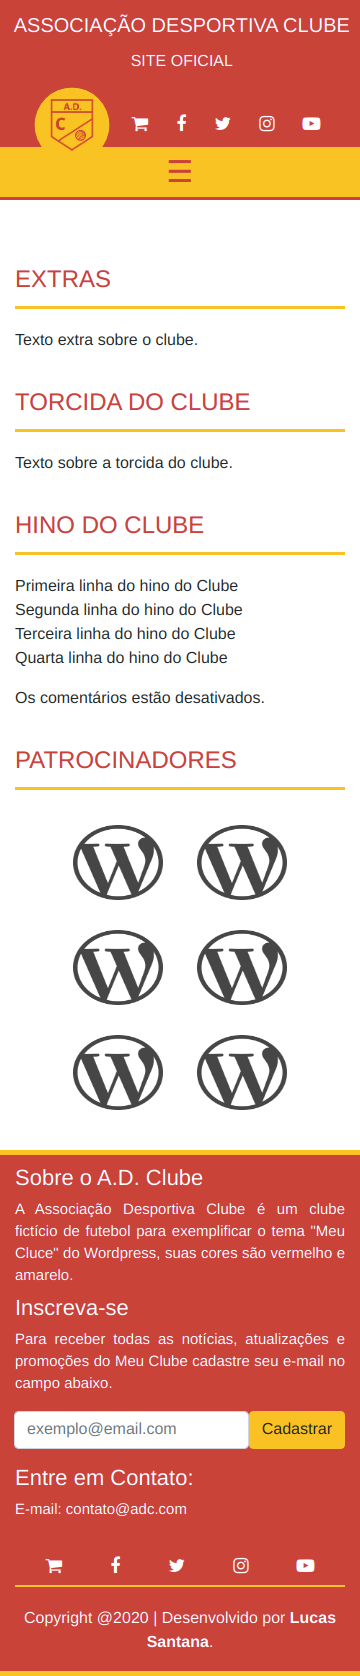 ASSOCIAÇÃO DESPORTIVA CLUBE
SITE OFICIAL
A.D.
C
EXTRAS
Texto extra sobre o clube.
TORCIDA DO CLUBE
Texto sobre a torcida do clube.
HINO DO CLUBE
Primeira linha do hino do Clube
Segunda linha do hino do Clube
Terceira linha do hino do Clube
Quarta linha do hino do Clube
Os comentários estão desativados.
PATROCINADORES
W W
W W
W W
Sobre o A.D. Clube
A Associação Desportiva Clube é um clube
fictício de futebol para exemplificar o tema "Meu
Cluce" do Wordpress, suas cores são vermelho e
amarelo.
Inscreva-se
Para receber todas as notícias, atualizações e
promoções do Meu Clube cadastre seu e-mail no
campo abaixo.
exemplo@email.com Cadastrar
Entre em Contato:
E-mail: contato@adc.com
Copyright @2020 | Desenvolvido por Lucas
Santana.